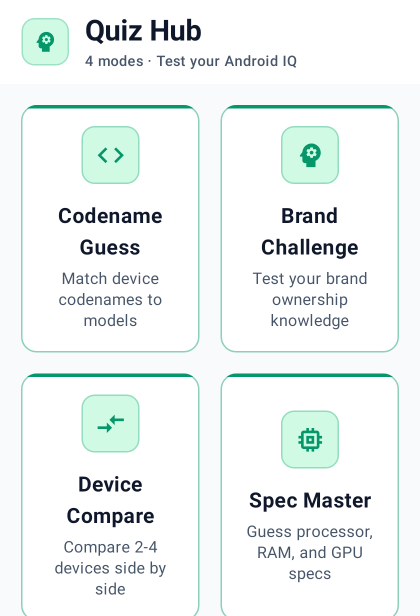 Quiz Hub
4 modes · Test your Android IQ
Codename
Guess
Match device
codenames to
models
Brand
Challenge
Test your brand
ownership
knowledge
Device
Compare
Compare 2-4
devices side by
side
Spec Master
Guess processor,
RAM, and GPU
specs